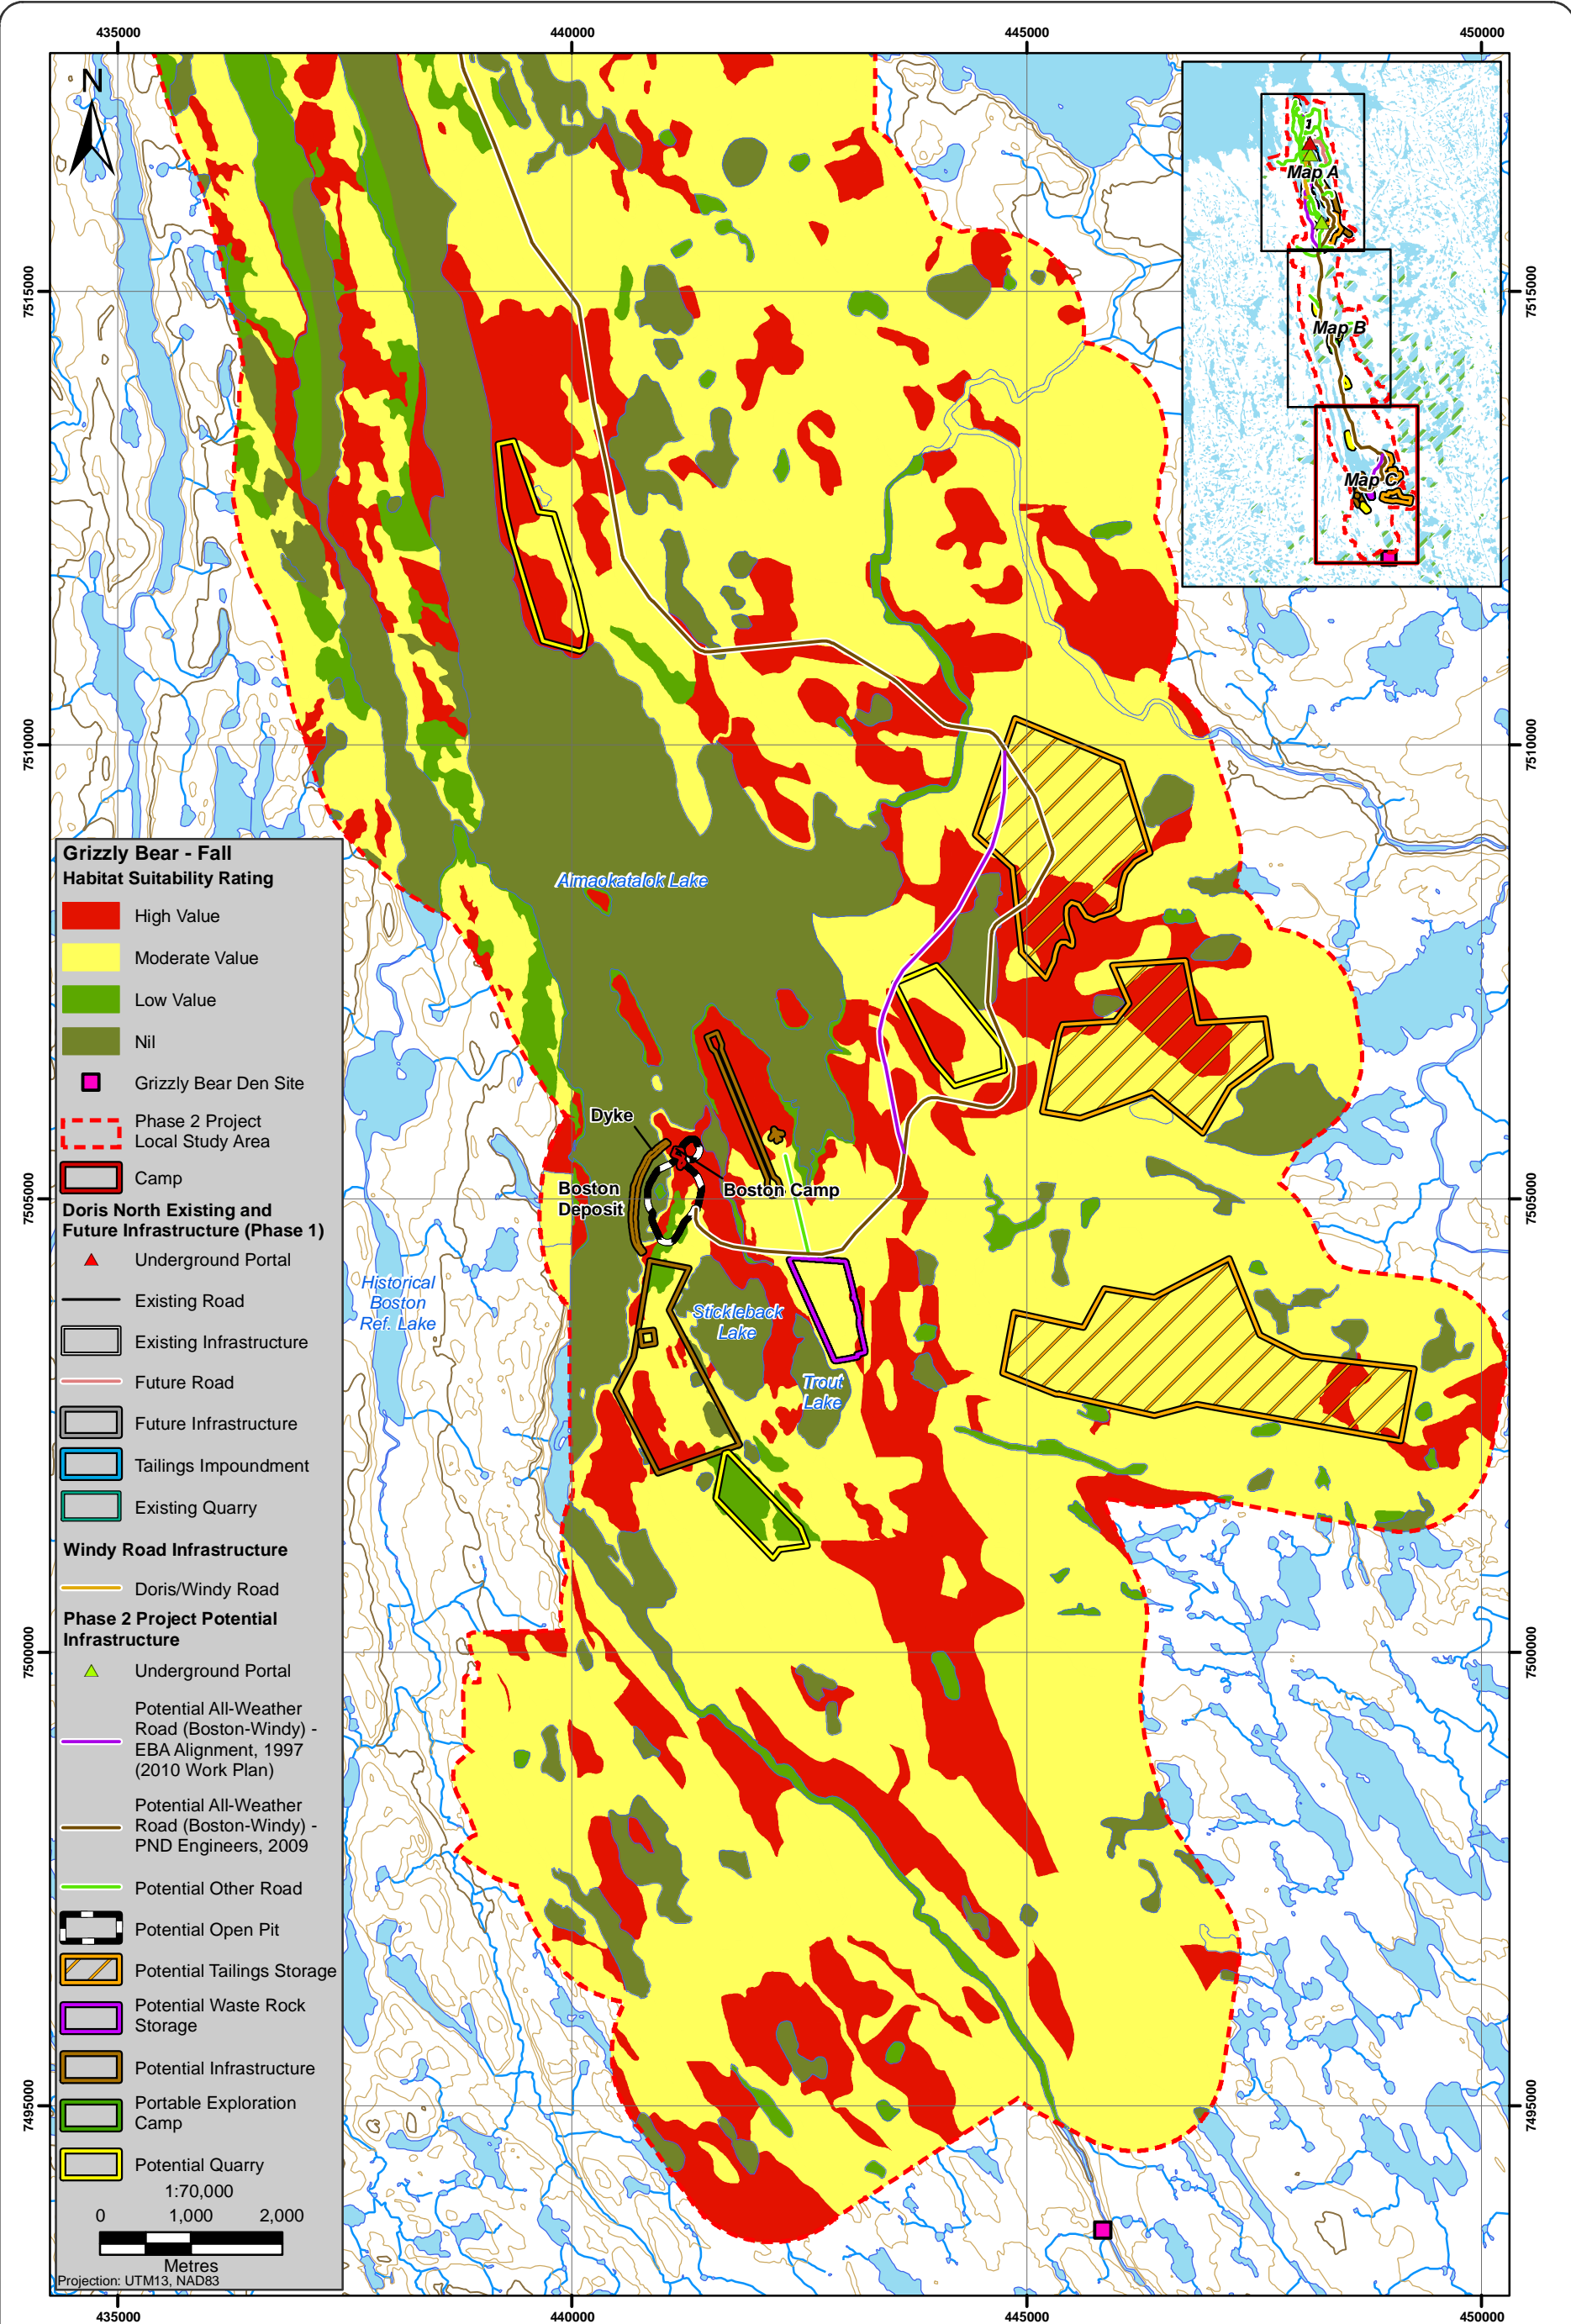 435000
440000
445000
450000
N
7515000
7515000
1
Map A
Map B
Map C
7510000
7510000
Aimaokatalok Lake
Dyke
Boston
Deposit
Boston Camp
7505000
7505000
Historical
Boston
Ref. Lake
Stickleback
Lake
Trout
Lake
7500000
7500000
7495000
7495000
Grizzly Bear - Fall
Habitat Suitability Rating
High Value
Moderate Value
Low Value
Nil
Grizzly Bear Den Site
Phase 2 Project
Local Study Area
Camp
Doris North Existing and
Future Infrastructure (Phase 1)
Underground Portal
Existing Road
Existing Infrastructure
Future Road
Future Infrastructure
Tailings Impoundment
Existing Quarry
Windy Road Infrastructure
Doris/Windy Road
Phase 2 Project Potential
Infrastructure
Underground Portal
Potential All-Weather
Road (Boston-Windy) -
EBA Alignment, 1997
(2010 Work Plan)
Potential All-Weather
Road (Boston-Windy) -
PND Engineers, 2009
Potential Other Road
Potential Open Pit
Potential Tailings Storage
Potential Waste Rock
Storage
Potential Infrastructure
Portable Exploration
Camp
Potential Quarry
1:70,000
0 1,000 2,000
Metres
Projection: UTM13, NAD83
435000
440000
445000
450000